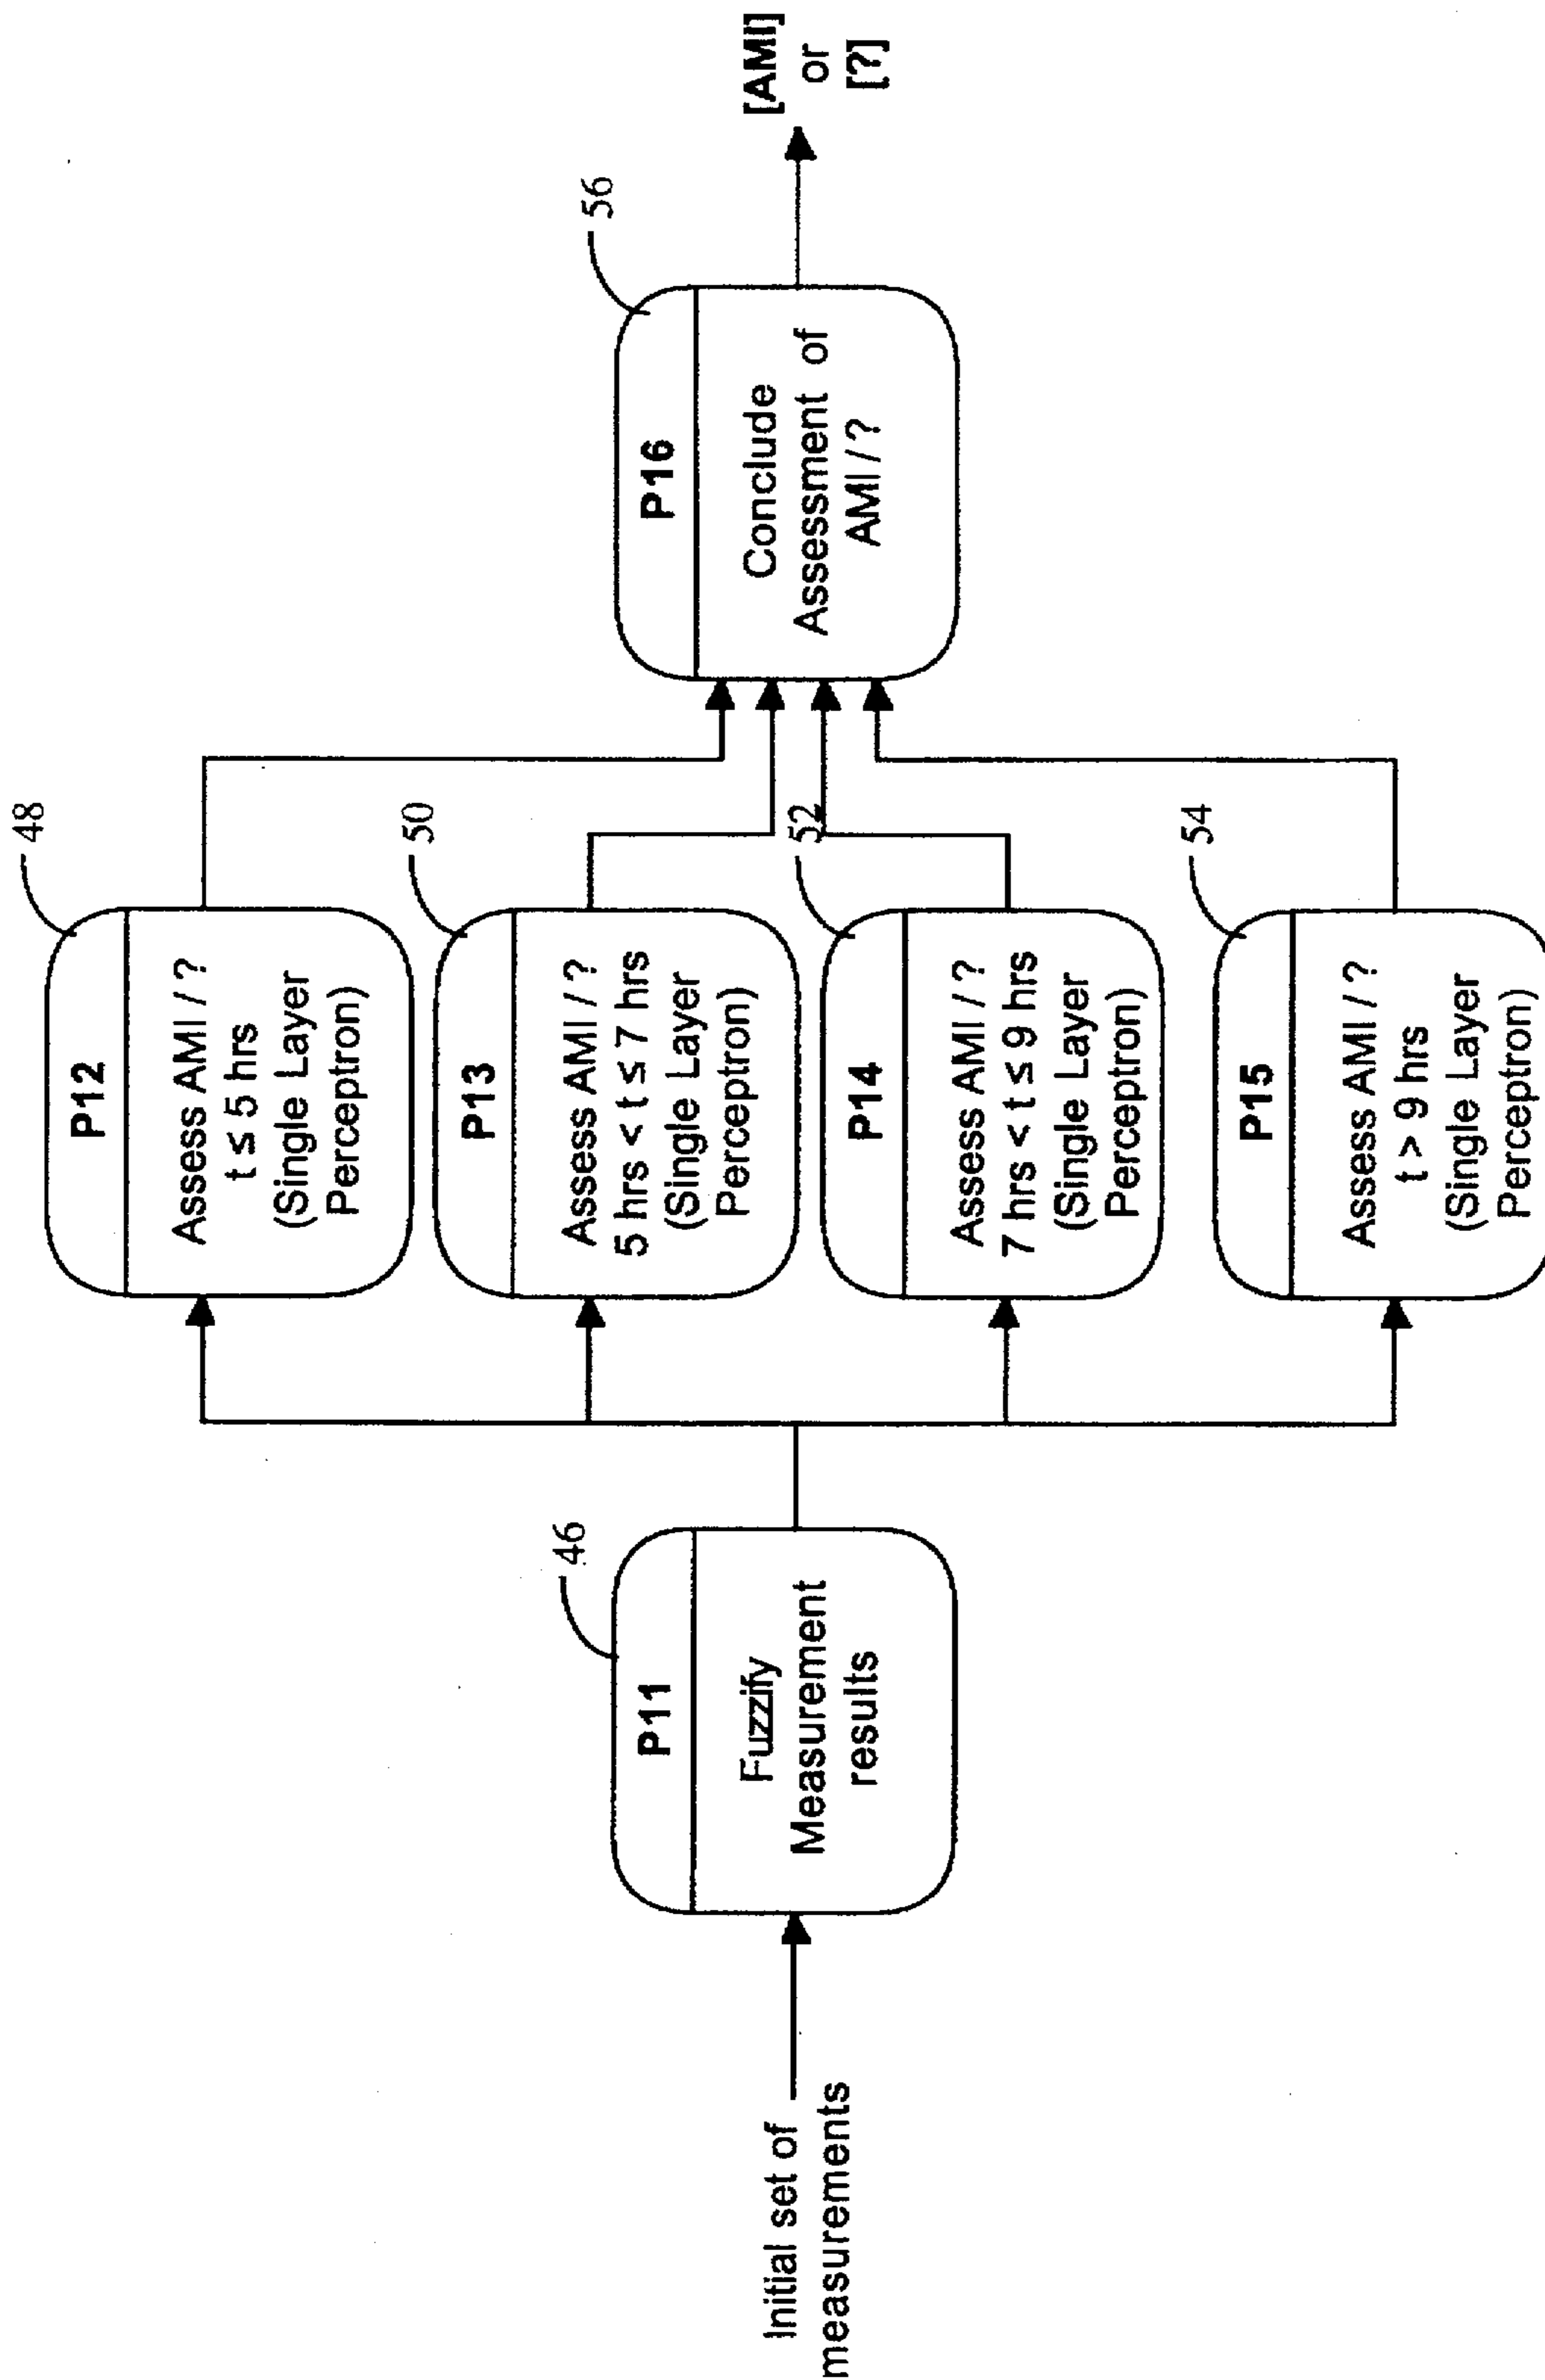 Initial set of
measurements
46
P11
Fuzzify
Measurement
results
48
P12
Assess AMI / ?
t ≤ 5 hrs
(Single Layer
Perceptron)
50
P13
Assess AMI / ?
5 hrs < t ≤ 7 hrs
(Single Layer
Perceptron)
52
P14
Assess AMI / ?
7 hrs < t ≤ 9 hrs
(Single Layer
Perceptron)
54
P15
Assess AMI / ?
t > 9 hrs
(Single Layer
Perceptron)
56
P16
Conclude
Assessment of
AMI / ?
[AMI]
or
[?]